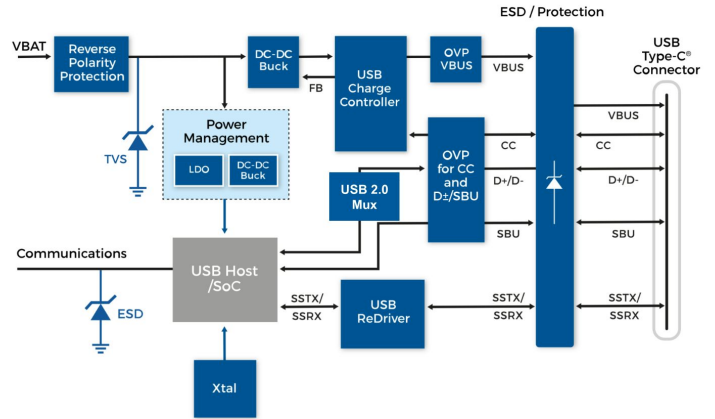 ESD / Protection
VBAT
Reverse
Polarity
Protection
DC-DC
Buck
FB
USB
Charge
Controller
OVP
VBUS
VBUS
USB
Type-C®
Connector
VBUS
TVS
Power
Management
LDO
DC-DC
Buck
CC
CC
OVP
for CC
and
D±/SBU
USB 2.0
Mux
D+/D-
D+/D-
SBU
SBU
Communications
ESD
USB Host
/SoC
SSTX/
SSRX
USB
ReDriver
SSTX/
SSRX
SSTX/
SSRX
Xtal